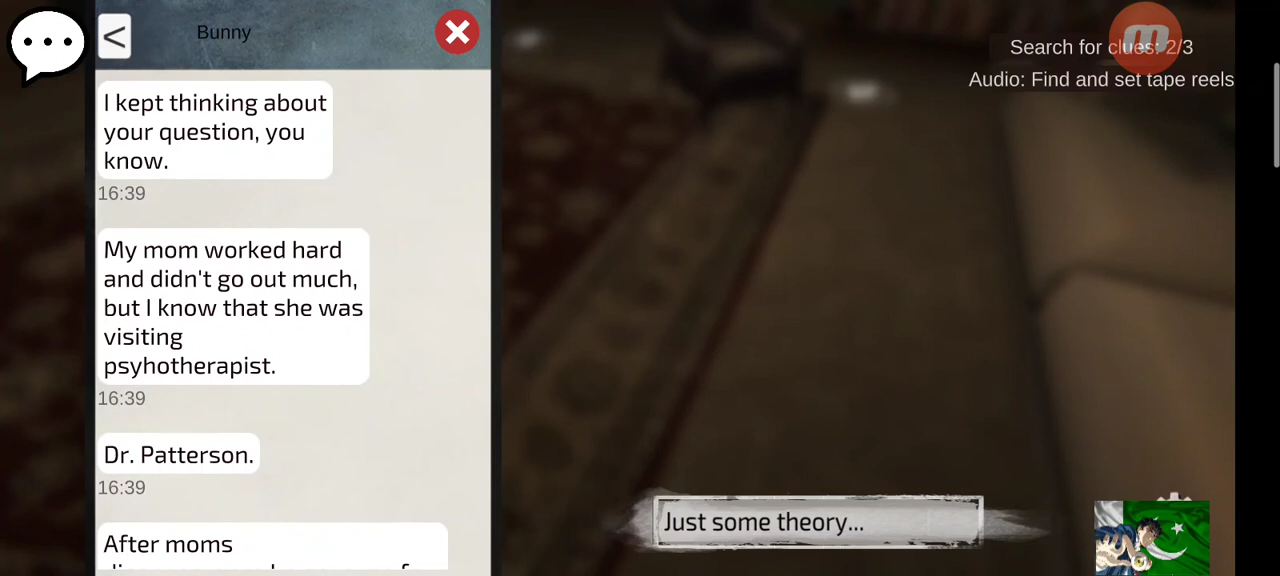 Bunny
I kept thinking about
your question, you
know.
16:39
My mom worked hard
and didn't go out much,
but I know that she was
visiting
psyhotherapist.
16:39
Dr. Patterson.
16:39
After moms
Search for clues: 2/3
Audio: Find and set tape reels
Just some theory...